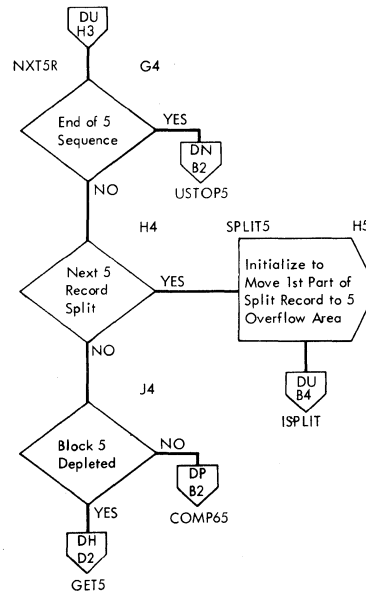 DU
H3
NXT5R
G4
End of 5
Sequence
YES
DN
B2
USTOP5
NO
H4
Next 5
Record
Split
YES
SPLIT5
H5
Initialize to
Move 1st Part of
Split Record to 5
Overflow Area
DU
B4
ISPLIT
NO
J4
Block 5
Depleted
NO
DP
B2
COMP65
YES
DH
D2
GET5